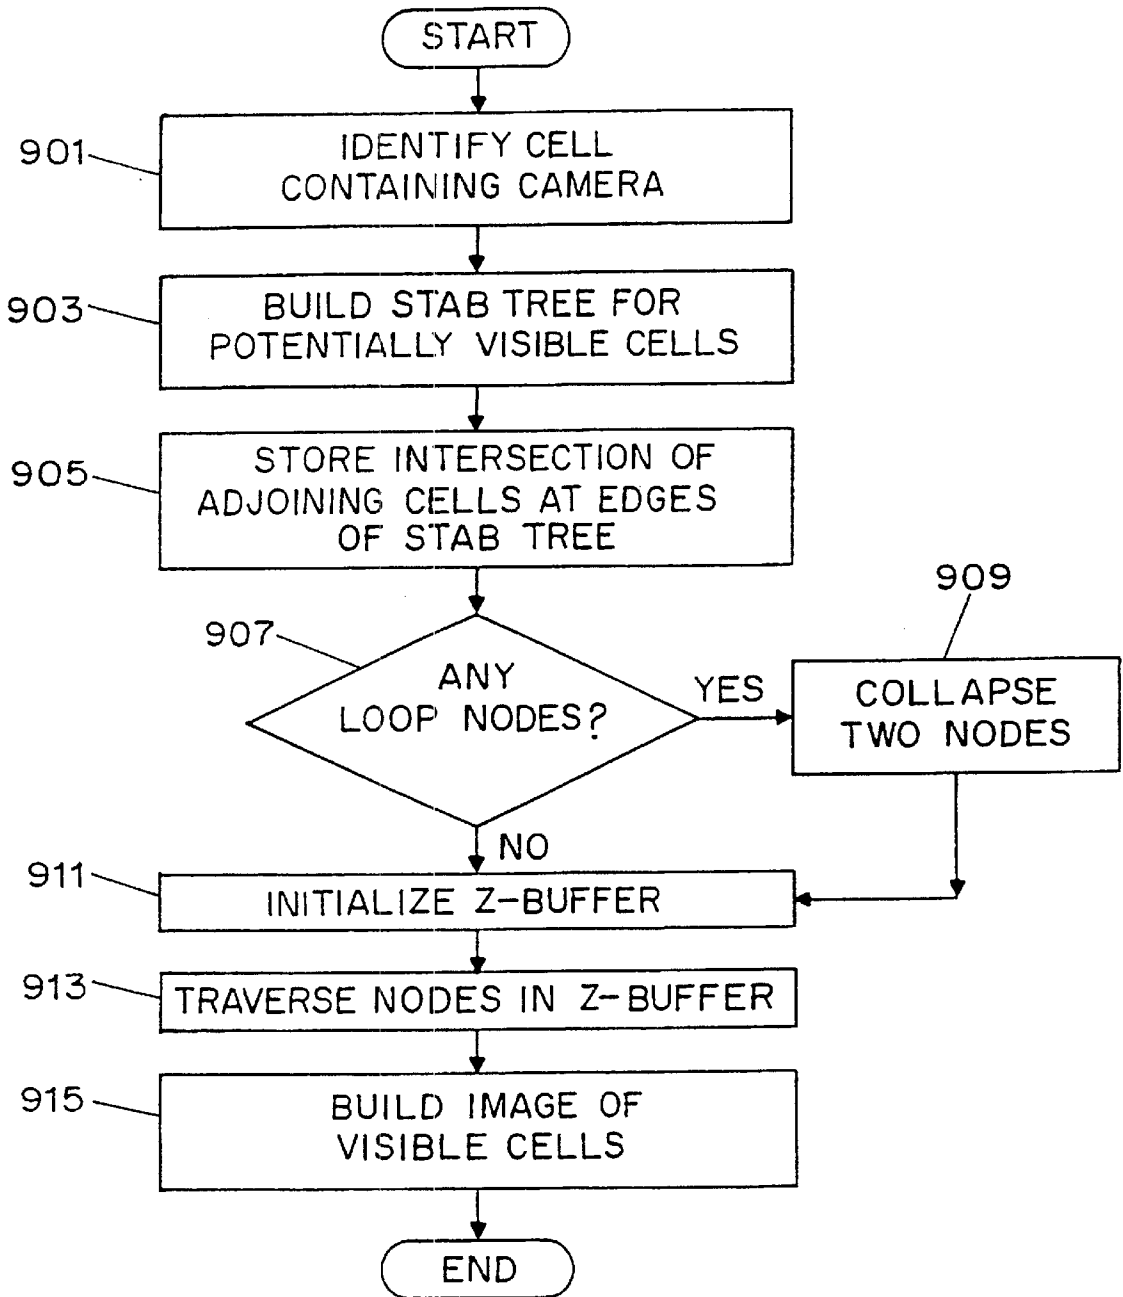 START
901
IDENTIFY CELL
CONTAINING CAMERA
903
BUILD STAB TREE FOR
POTENTIALLY VISIBLE CELLS
905
STORE INTERSECTION OF
ADJOINING CELLS AT EDGES
OF STAB TREE
907
ANY
LOOP NODES?
YES
909
COLLAPSE
TWO NODES
NO
911
INITIALIZE Z-BUFFER
913
TRAVERSE NODES IN Z-BUFFER
915
BUILD IMAGE OF
VISIBLE CELLS
END